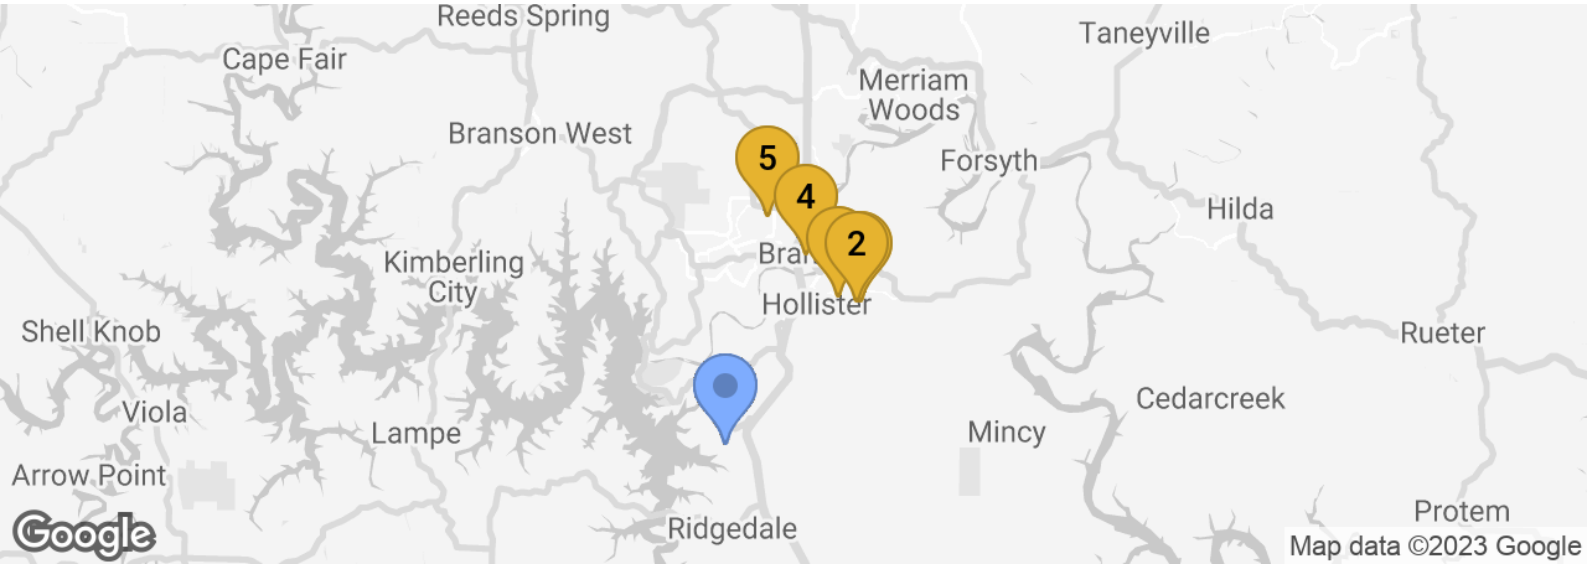 Reeds Spring
Taneyville
Cape Fair
Merriam
Woods
Branson West
5
Forsyth
4
Hilda
2
Bran
Kimberling
City
Hollister
Shell Knob
Rueter
Cedarcreek
Viola
Lampe
Mincy
Arrow Point
Protem
Ridgedale
Google
Map data ©2023 Google